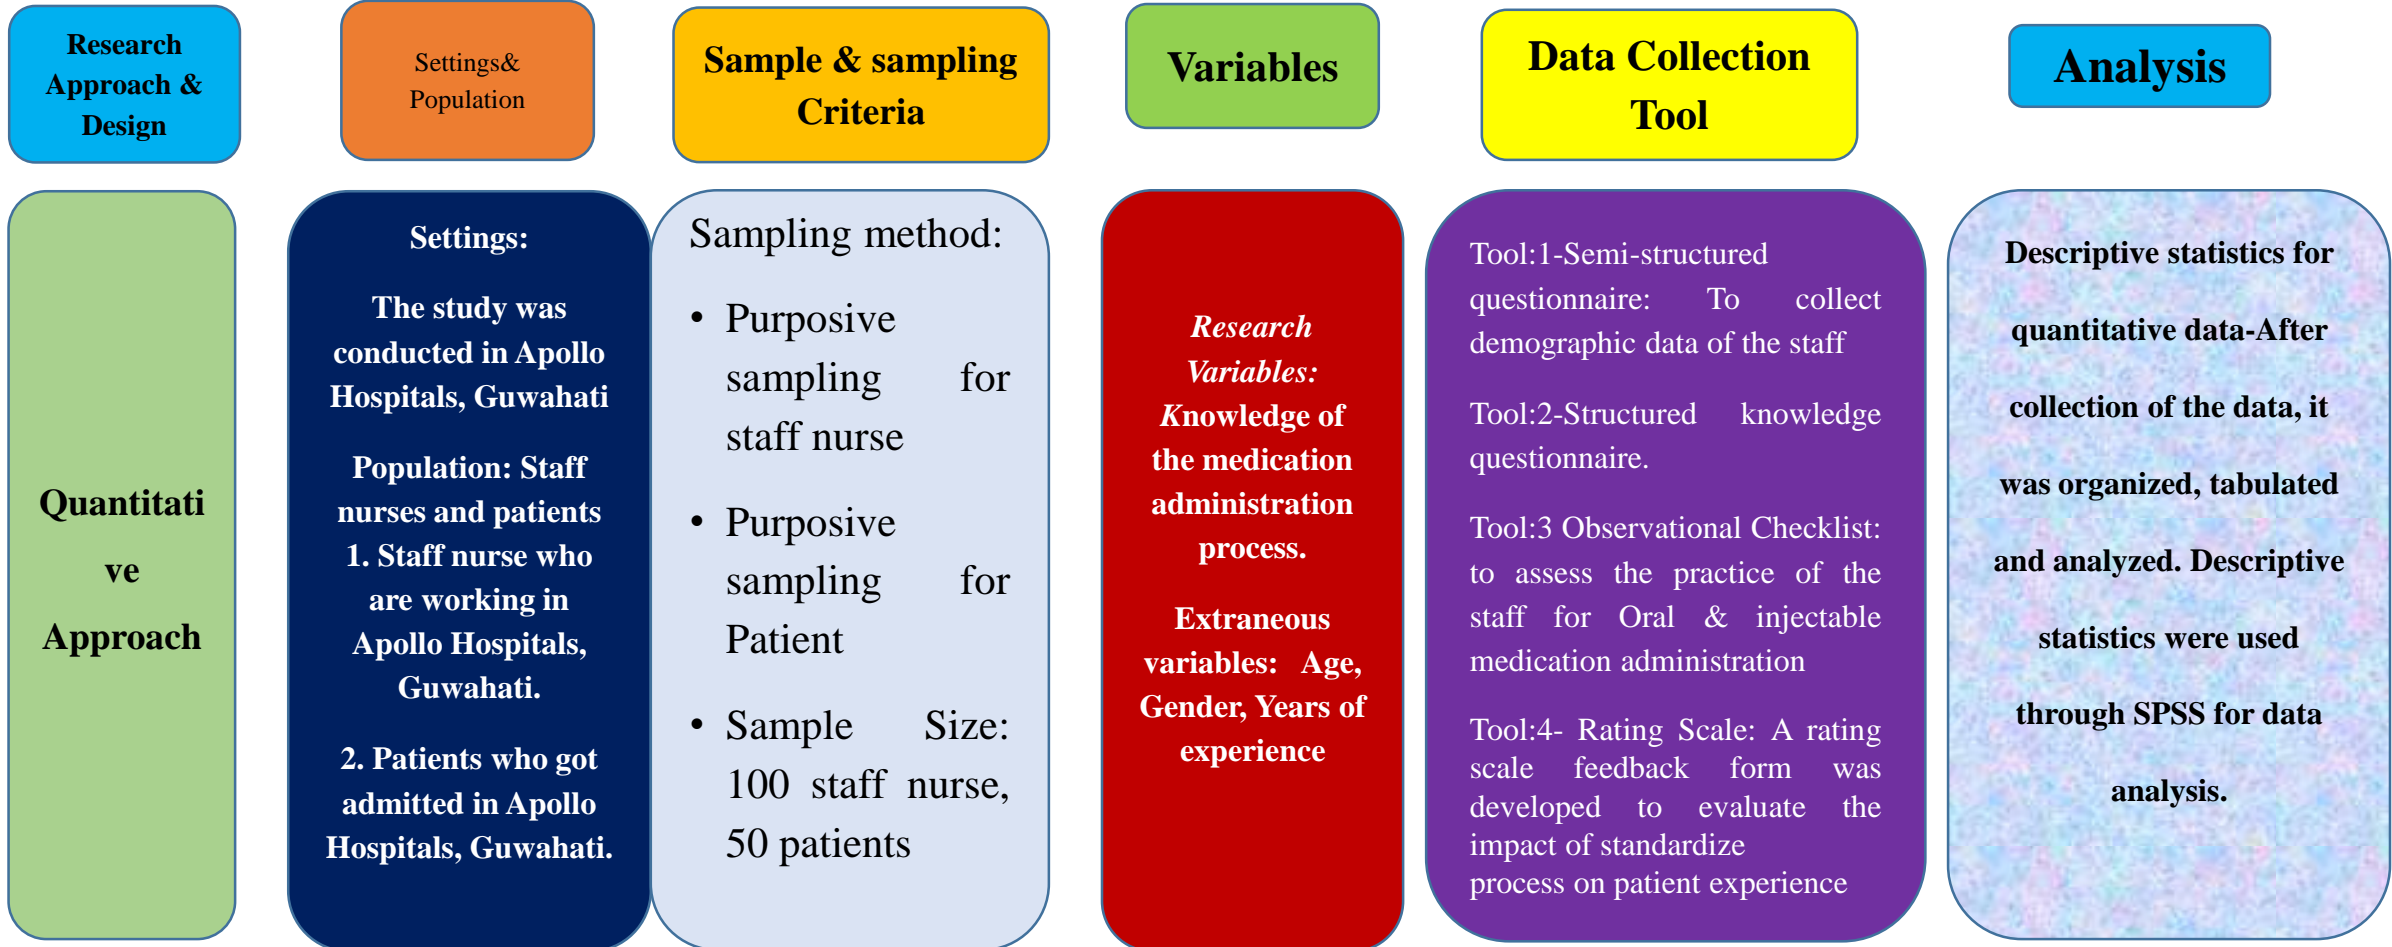 Research
Approach &
Design
Settings&
Population
Sample & sampling
Criteria
Variables
Data Collection
Tool
Analysis
Quantitati
ve
Approach
Settings:
The study was
conducted in Apollo
Hospitals, Guwahati
Population: Staff
nurses and patients
1. Staff nurse who
are working in
Apollo Hospitals,
Guwahati.
2. Patients who got
admitted in Apollo
Hospitals, Guwahati.
Sampling method:
• Purposive
sampling for
staff nurse
• Purposive
sampling for
Patient
• Sample Size:
100 staff nurse,
50 patients
Research
Variables:
Knowledge of
the medication
administration
process.
Extraneous
variables: Age,
Gender, Years of
experience
Tool:1-Semi-structured
questionnaire: To collect
demographic data of the staff
Tool:2-Structured knowledge
questionnaire.
Tool:3 Observational Checklist:
to assess the practice of the
staff for Oral & injectable
medication administration
Tool:4- Rating Scale: A rating
scale feedback form was
developed to evaluate the
impact of standardize
process on patient experience
Descriptive statistics for
quantitative data-After
collection of the data, it
was organized, tabulated
and analyzed. Descriptive
statistics were used
through SPSS for data
analysis.